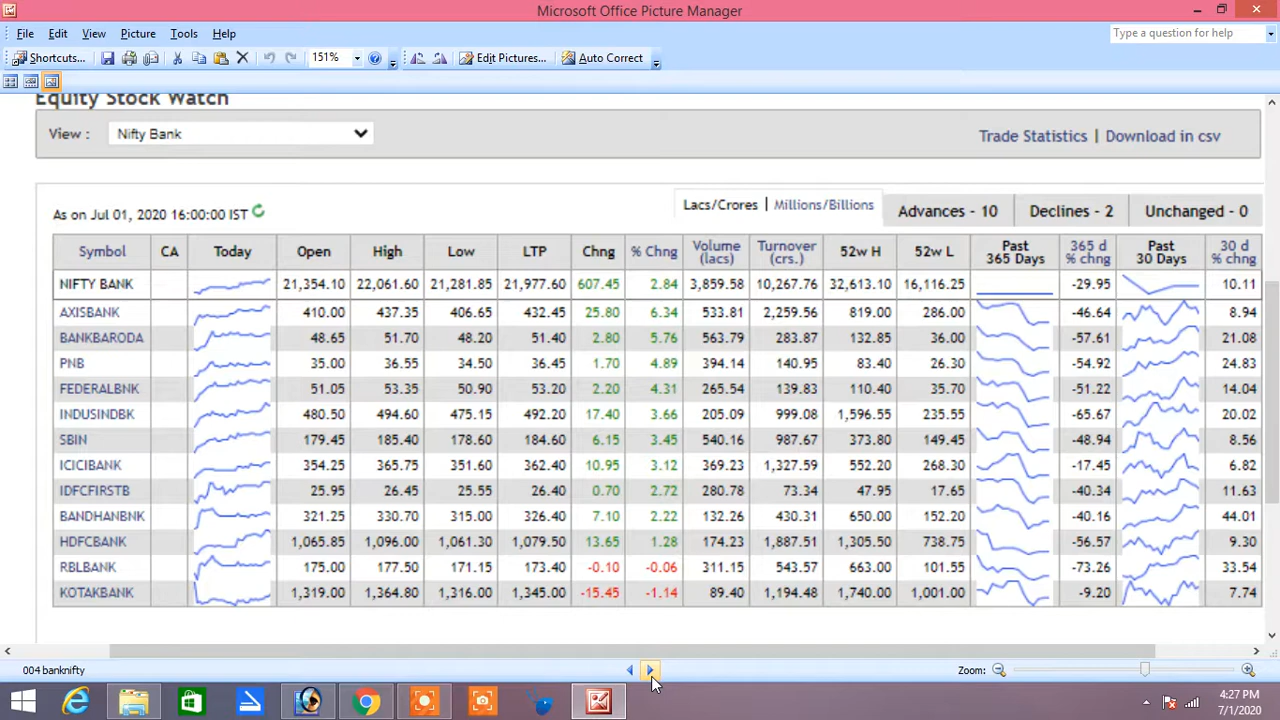 Microsoft Office Picture Manager
File Edit View Picture Tools Help
Type a question for help
Shortcuts... 151% Edit Pictures... Auto Correct
Equity Stock Watch
View : Nifty Bank
Trade Statistics | Download in csv
As on Jul 01, 2020 16:00:00 IST
Lacs/Crores | Millions/Billions Advances - 10 Declines - 2 Unchanged - 0
Symbol CA Today Open High Low LTP Chng % Chng Volume (lacs) Turnover (crs.) 52w H 52w L Past 365 Days 365 d % chng Past 30 Days 30 d % chng
NIFTY BANK 21,354.10 22,061.60 21,281.85 21,977.60 607.45 2.84 3,859.58 10,267.76 32,613.10 16,116.25 -29.95 10.11
AXISBANK 410.00 437.35 406.65 432.45 25.80 6.34 533.81 2,259.56 819.00 286.00 -46.64 8.94
BANKBARODA 48.65 51.70 48.20 51.40 2.80 5.76 563.79 283.87 132.85 36.00 -57.61 21.08
PNB 35.00 36.55 34.50 36.45 1.70 4.89 394.14 140.95 83.40 26.30 -54.92 24.83
FEDERALBNK 51.05 53.35 50.90 53.20 2.20 4.31 265.54 139.83 110.40 35.70 -51.22 14.04
INDUSINDBK 480.50 494.60 475.15 492.20 17.40 3.66 205.09 999.08 1,596.55 235.55 -65.67 20.02
SBIN 179.45 185.40 178.60 184.60 6.15 3.45 540.16 987.67 373.80 149.45 -48.94 8.56
ICICIBANK 354.25 365.75 351.60 362.40 10.95 3.12 369.23 1,327.59 552.20 268.30 -17.45 6.82
IDFCFIRSTB 25.95 26.45 25.55 26.40 0.70 2.72 280.78 73.34 47.95 17.65 -40.34 11.63
BANDHANBNK 321.25 330.70 315.00 326.40 7.10 2.22 132.26 430.31 650.00 152.20 -40.16 44.01
HDFCBANK 1,065.85 1,096.00 1,061.30 1,079.50 13.65 1.28 174.23 1,887.51 1,305.50 738.75 -56.57 9.30
RBLBANK 175.00 177.50 171.15 173.40 -0.10 -0.06 311.15 543.57 663.00 101.55 -73.26 33.54
KOTAKBANK 1,319.00 1,364.80 1,316.00 1,345.00 -15.45 -1.14 89.40 1,194.48 1,740.00 1,001.00 -9.20 7.74
004 banknifty Zoom:
4:27 PM
7/1/2020